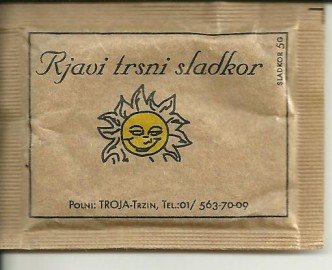 Rjavi trsni sladkor
SLADKOR 5G
POLNI: TROJA-TRZIN, TEL.:01/ 563-70-09